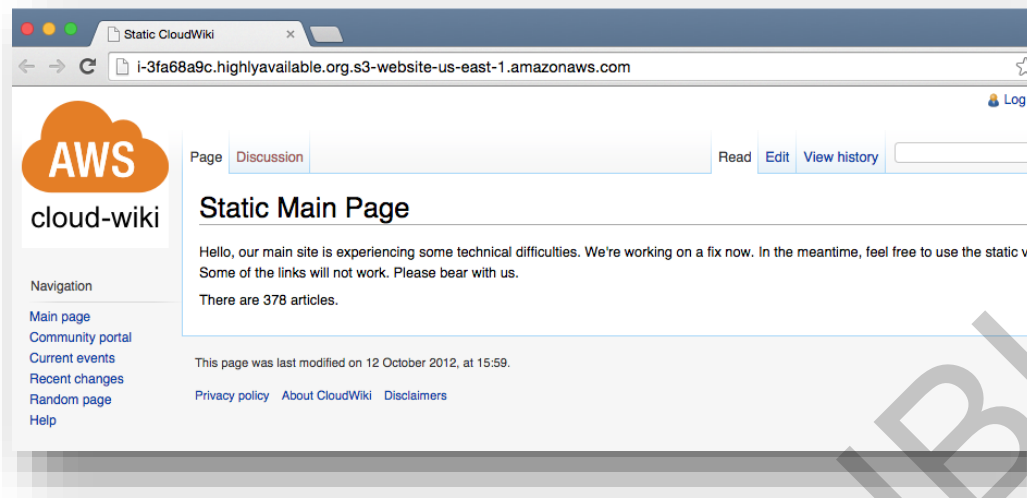 Static CloudWiki
i-3fa68a9c.highlyavailable.org.s3-website-us-east-1.amazonaws.com
Log
AWS
cloud-wiki
Page Discussion Read Edit View history
Static Main Page
Hello, our main site is experiencing some technical difficulties. We're working on a fix now. In the meantime, feel free to use the static v
Some of the links will not work. Please bear with us.
There are 378 articles.
Navigation
Main page
Community portal
Current events
Recent changes
Random page
Help
This page was last modified on 12 October 2012, at 15:59.
Privacy policy About CloudWiki Disclaimers